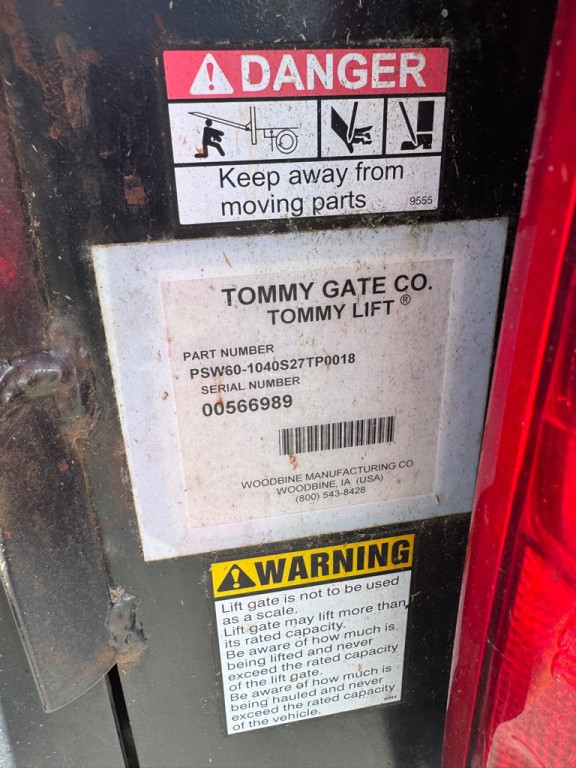 DANGER
Keep away from
moving parts
9555
TOMMY GATE CO.
TOMMY LIFT ®
PART NUMBER
PSW60-1040S27TP0018
SERIAL NUMBER
00566989
WOODBINE MANUFACTURING CO.
WOODBINE, IA (USA)
(800) 543-8428
WARNING
Lift gate is not to be used
as a scale.
Lift gate may lift more than
its rated capacity.
Be aware of how much is
being lifted and never
exceed the rated capacity
of the lift gate.
Be aware of how much is
being hauled and never
exceed the rated capacity
of the vehicle.